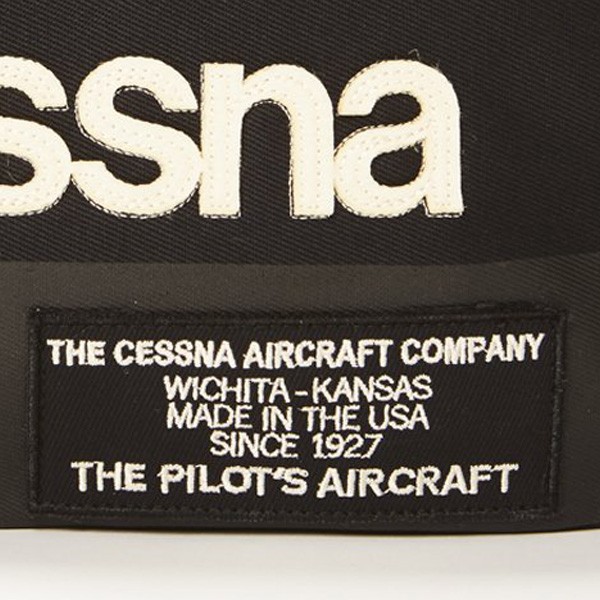 ssna
THE CESSNA AIRCRAFT COMPANY
WICHITA-KANSAS
MADE IN THE USA
SINCE 1927
THE PILOT'S AIRCRAFT